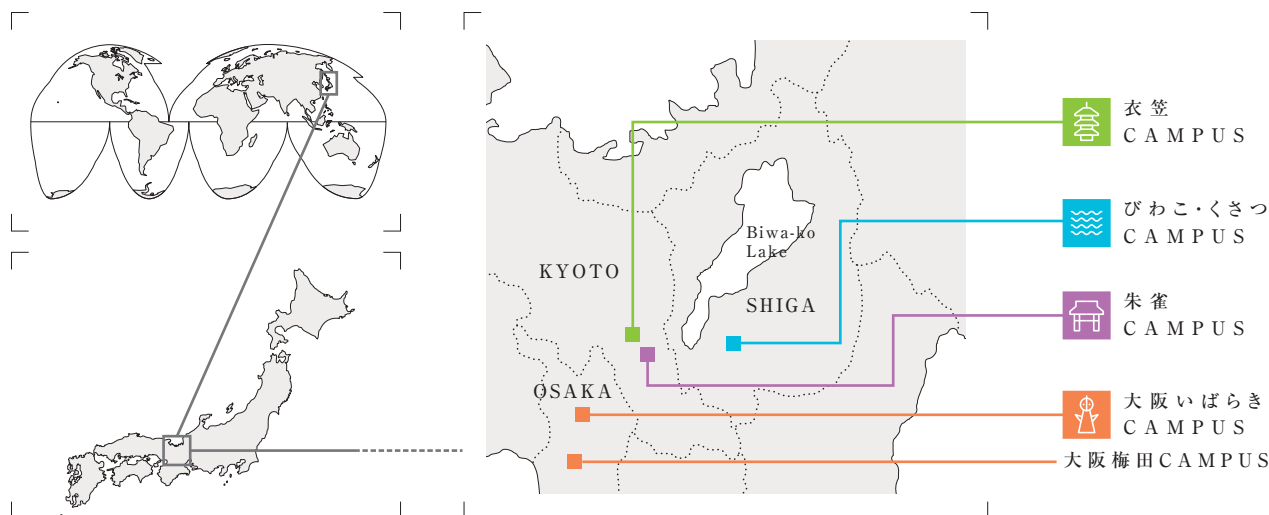 衣笠
CAMPUS
びわこ・くさつ
CAMPUS
Biwa-ko
Lake
KYOTO
SHIGA
朱雀
CAMPUS
OSAKA
大阪いばらき
CAMPUS
大阪梅田CAMPUS